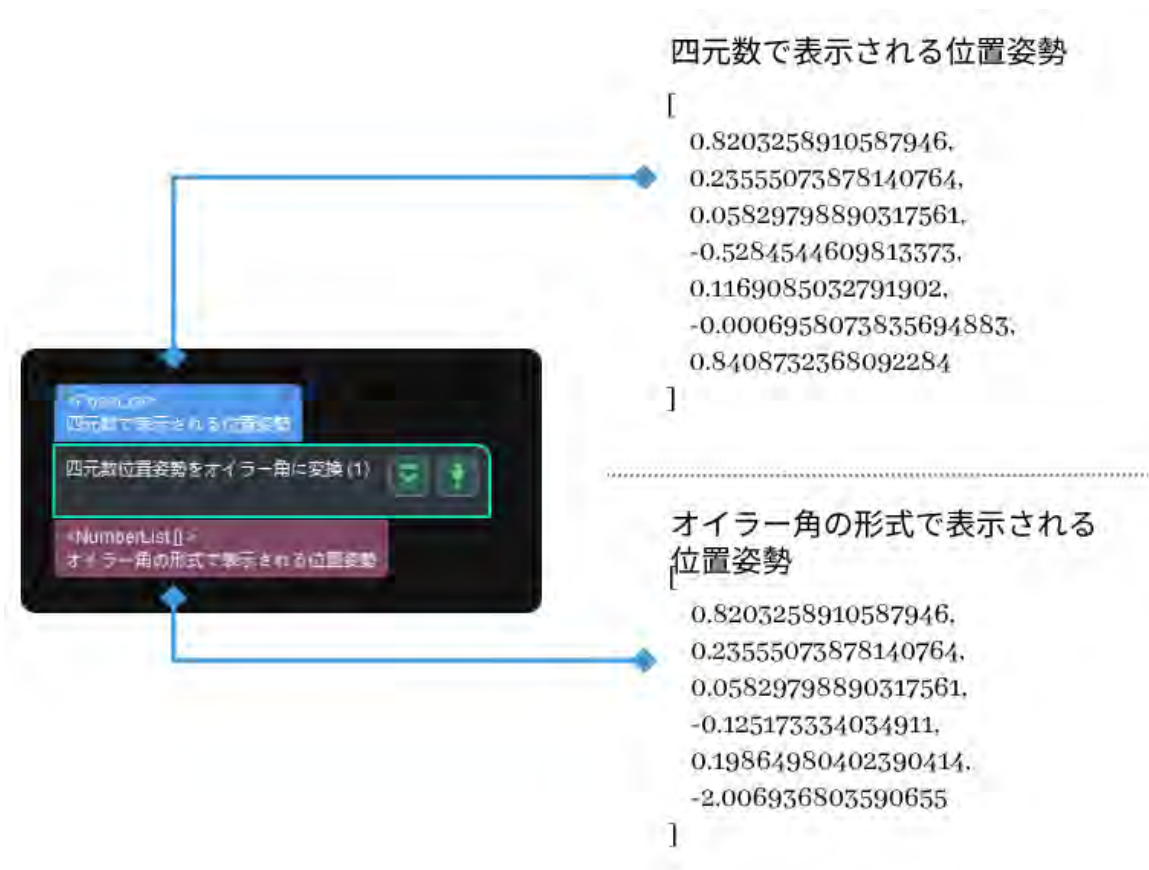 四元数で表示される位置姿勢
[
0.8203258910587946,
0.23555073878140764,
0.05829798890317561,
-0.5284544609813373,
0.1169085032791902,
-0.0006958073835694883,
0.8408732368092284
]
<PoseList>
四元数で表示される位置姿勢
四元数位置姿勢をオイラー角に変換 (1)
<NumberList []>
オイラー角の形式で表示される位置姿勢
オイラー角の形式で表示される
位置姿勢
[
0.8203258910587946,
0.23555073878140764,
0.05829798890317561,
-0.125173334034911,
0.19864980402390414,
-2.006936803590655
]